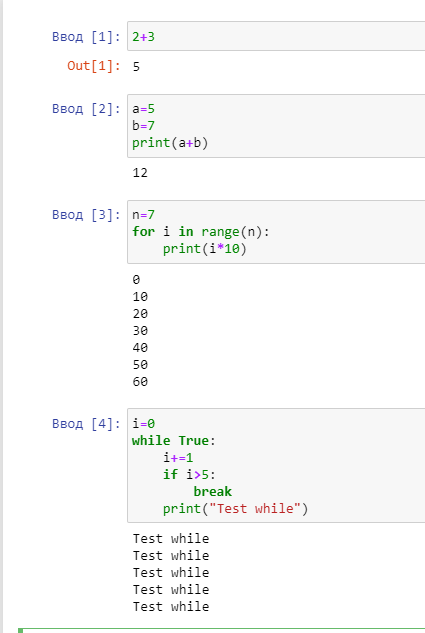 Ввод [1]: 2+3
Out[1]: 5
Ввод [2]: a=5
b=7
print(a+b)
12
Ввод [3]: n=7
for i in range(n):
    print(i*10)
0
10
20
30
40
50
60
Ввод [4]: i=0
while True:
    i+=1
    if i>5:
        break
    print("Test while")
Test while
Test while
Test while
Test while
Test while